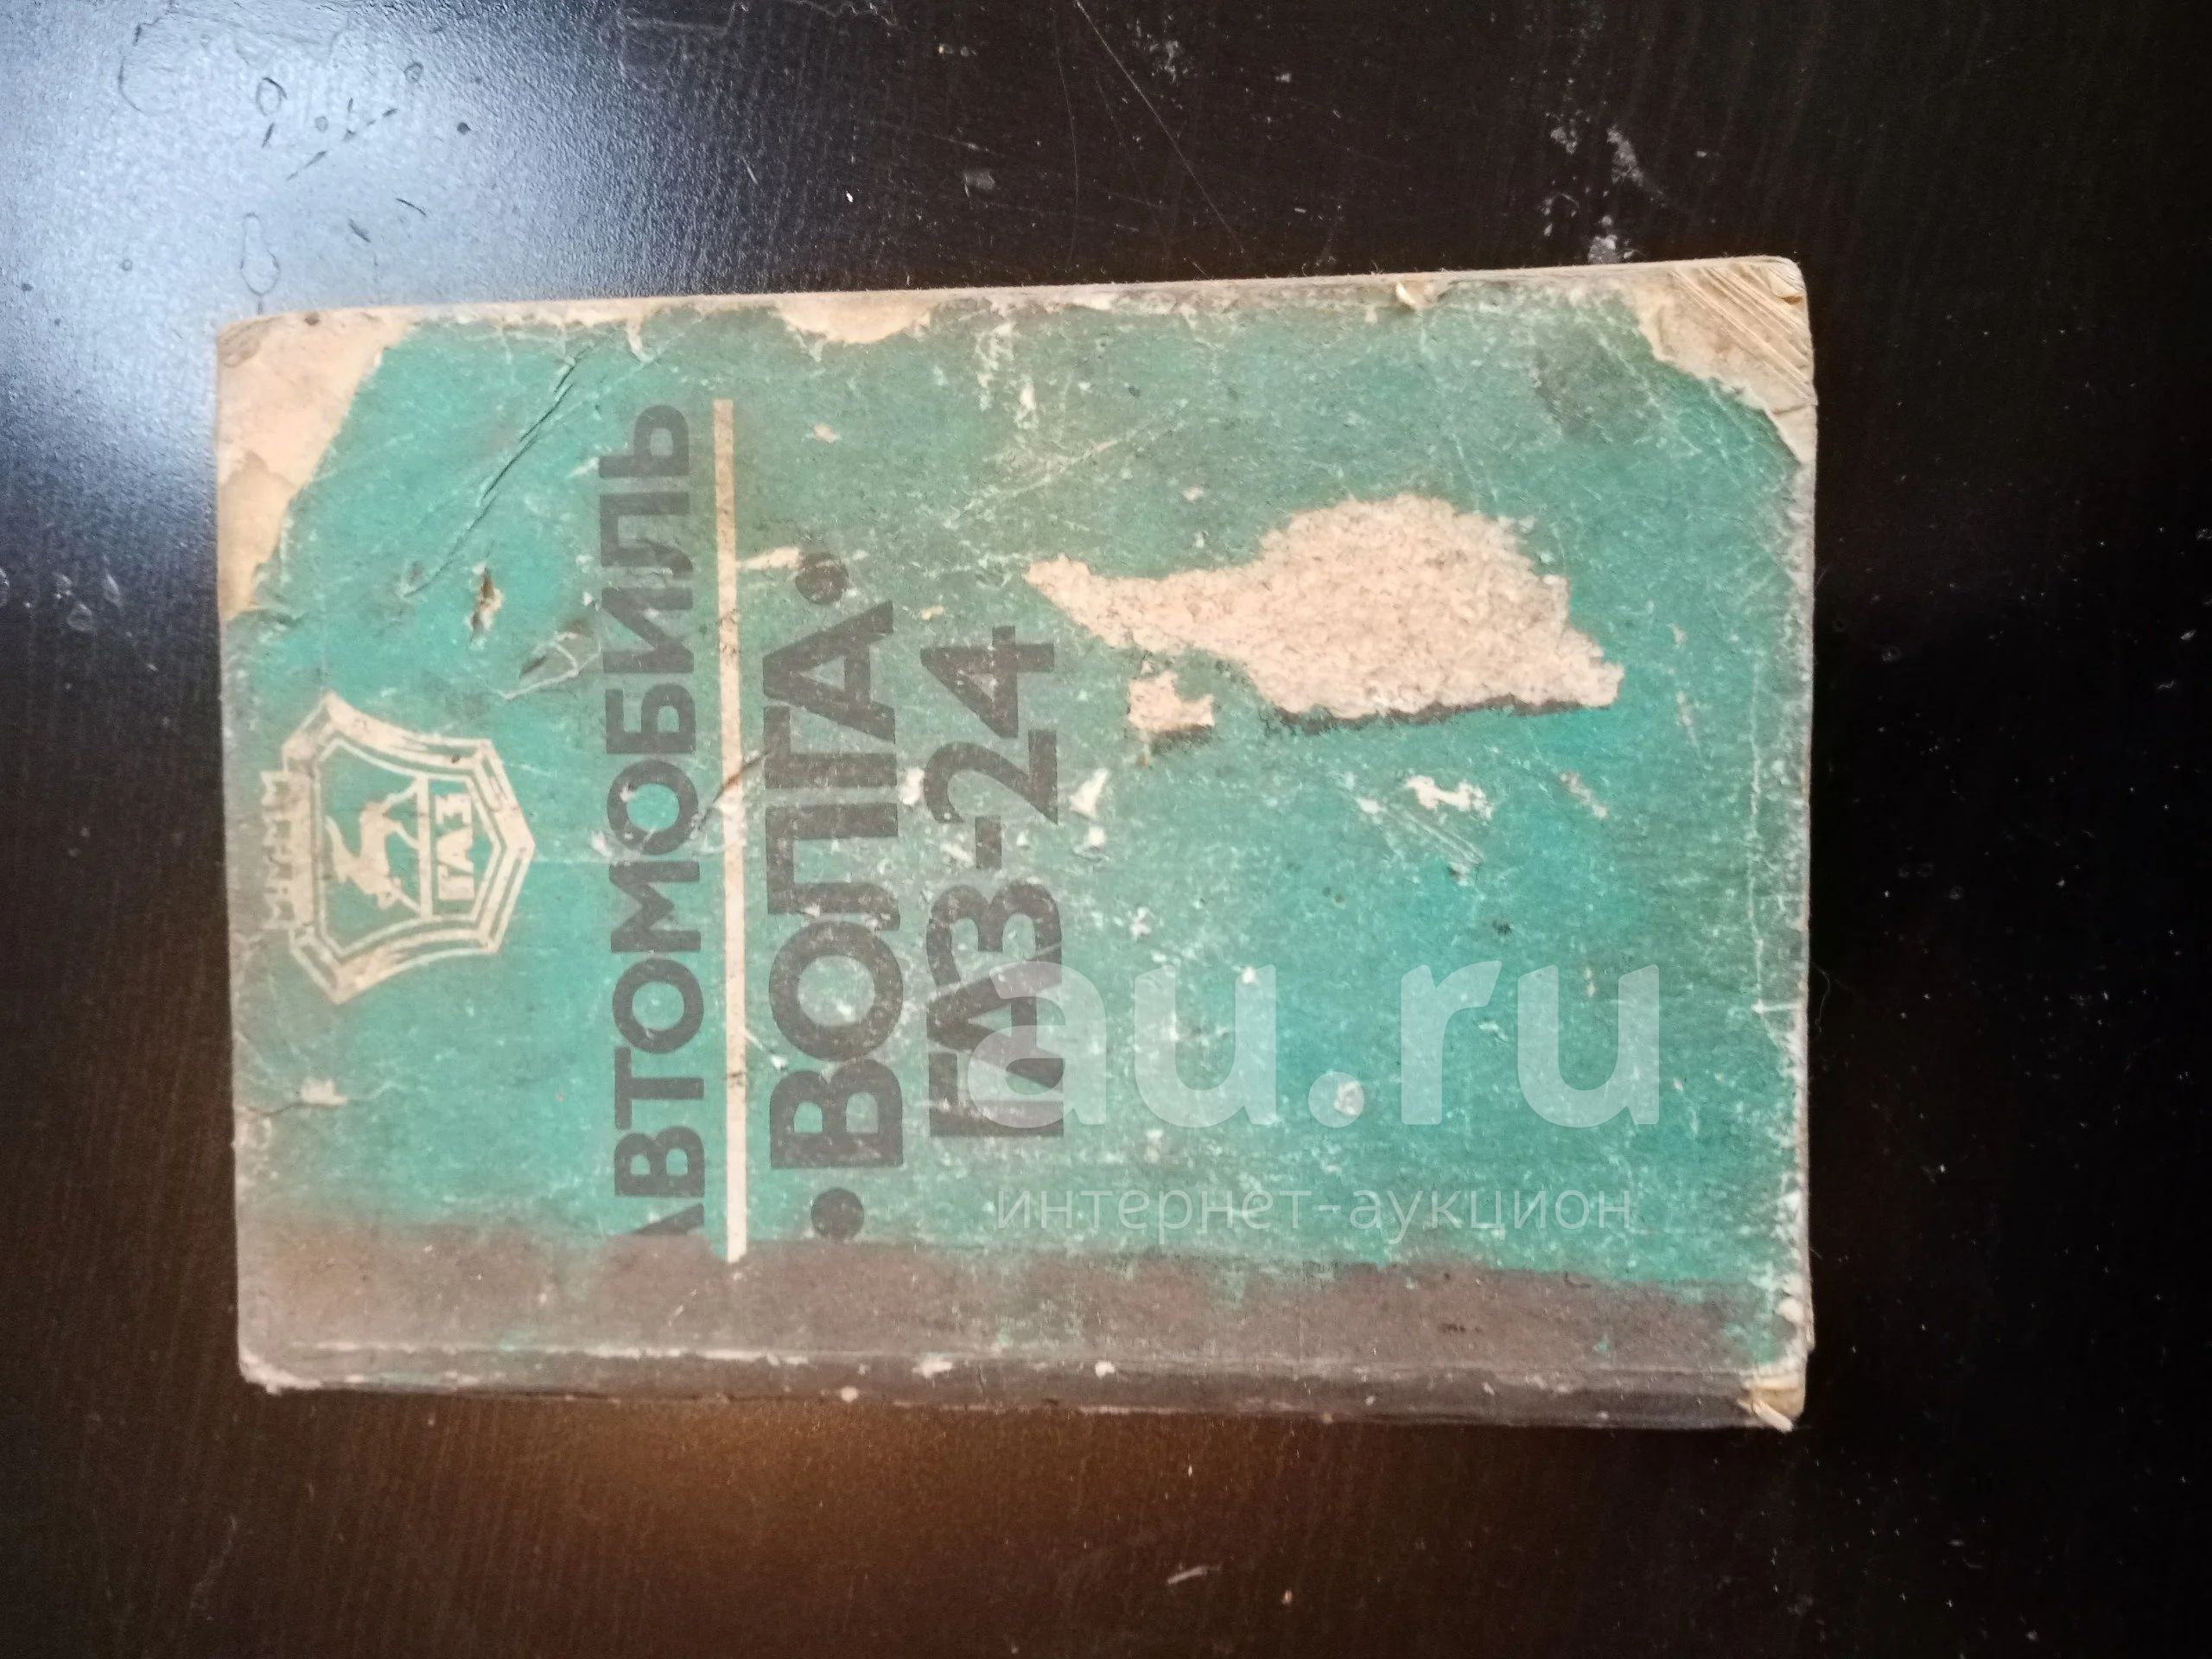 ГАЗ
АВТОМОБИЛЬ
·ВОЛГА·
ГАЗ-24
au.ru
интернет-аукцион